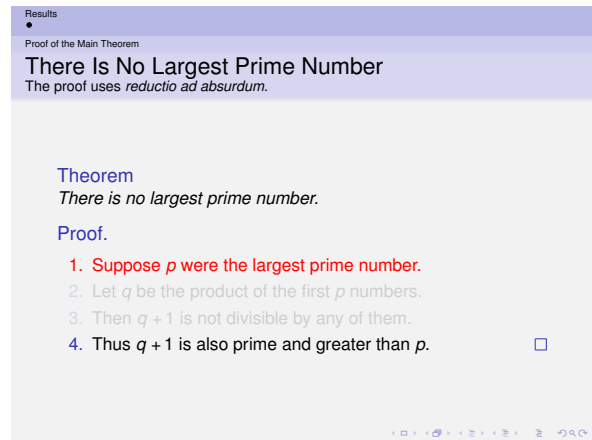 Results
Proof of the Main Theorem
There Is No Largest Prime Number
The proof uses reductio ad absurdum.
Theorem
There is no largest prime number.
Proof.
1. Suppose p were the largest prime number.
2. Let q be the product of the first p numbers.
3. Then q + 1 is not divisible by any of them.
4. Thus q + 1 is also prime and greater than p. □